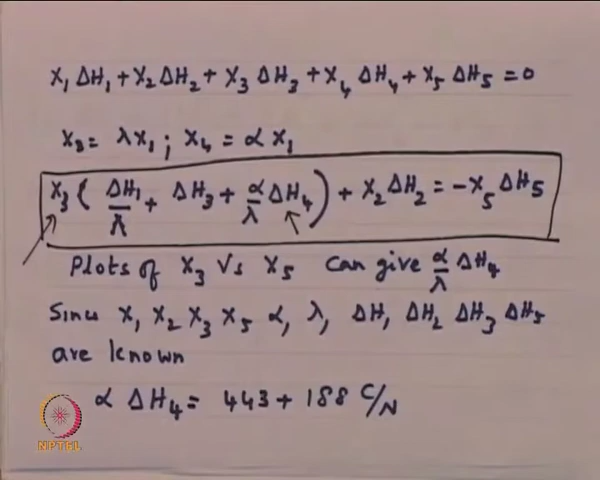 X₁ ΔH₁ + X₂ ΔH₂ + X₃ ΔH₃ + X₄ ΔH₄ + X₅ ΔH₅ = 0
X₃ = λX₁ ; X₄ = α X₁
X₃ ( ΔH₁/λ + ΔH₃ + α/λ ΔH₄ ) + X₂ ΔH₂ = -X₅ ΔH₅
Plots of X₃ Vs X₅ Can give α/λ ΔH₄
Since X₁ X₂ X₃ X₅ α, λ, ΔH₁ ΔH₂ ΔH₃ ΔH₅
are known
α ΔH₄ = 443 + 188 C/N
NPTEL